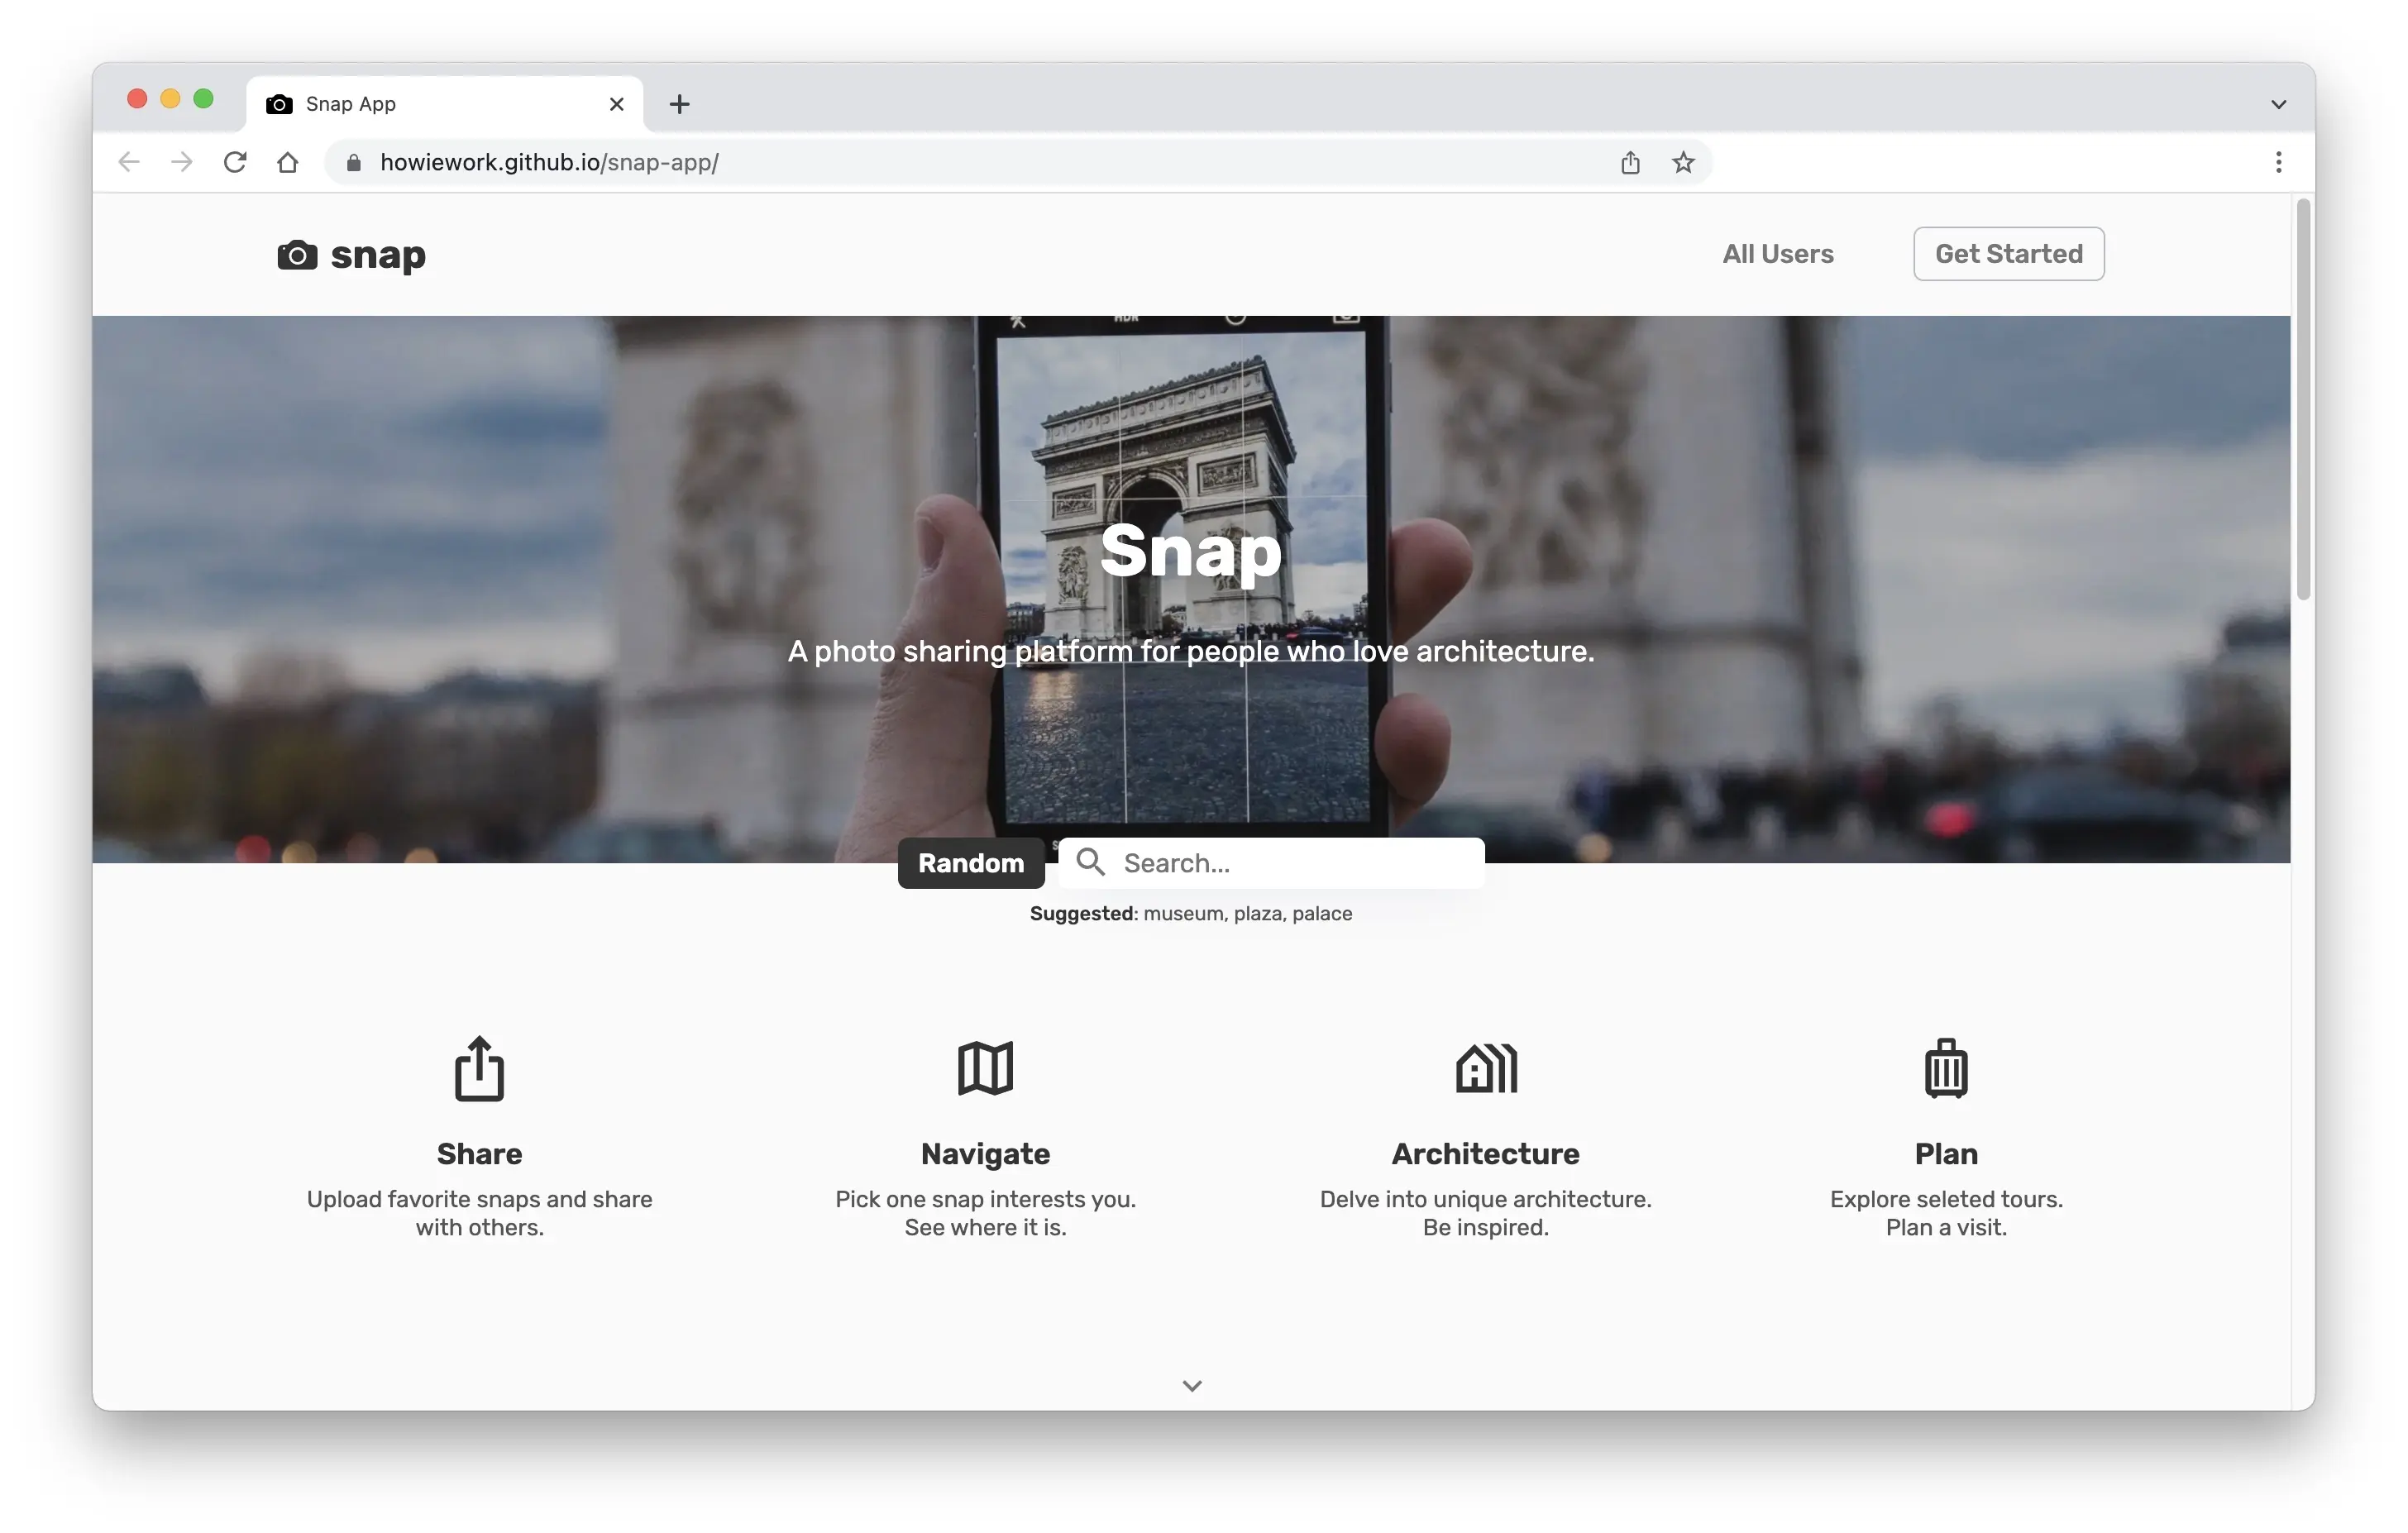 Snap App
howiework.github.io/snap-app/
snap
All Users
Get Started
HDR
Snap
A photo sharing platform for people who love architecture.
Random
Search...
Suggested: museum, plaza, palace
Share
Navigate
Architecture
Plan
Upload favorite snaps and share
with others.
Pick one snap interests you.
See where it is.
Delve into unique architecture.
Be inspired.
Explore seleted tours.
Plan a visit.